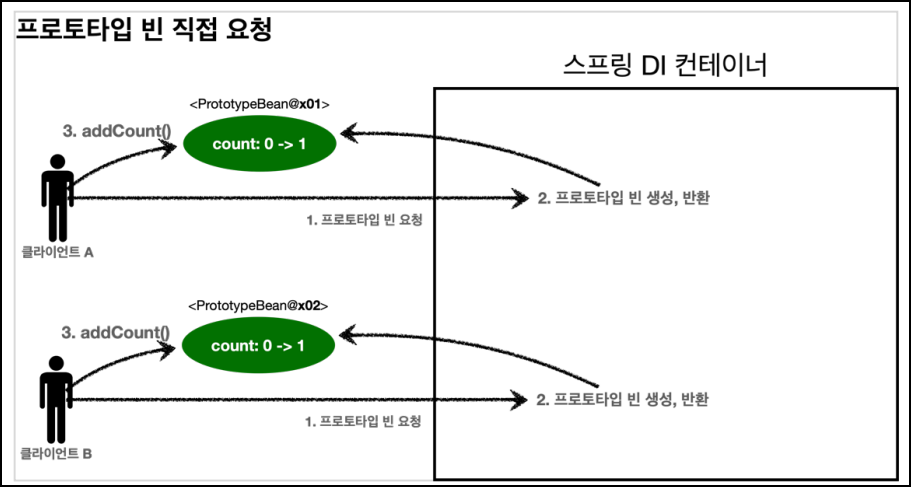 프로토타입 빈 직접 요청
스프링 DI 컨테이너
<PrototypeBean@x01>
3. addCount()
count: 0 -> 1
2. 프로토타입 빈 생성, 반환
1. 프로토타입 빈 요청
클라이언트 A
<PrototypeBean@x02>
3. addCount()
count: 0 -> 1
2. 프로토타입 빈 생성, 반환
1. 프로토타입 빈 요청
클라이언트 B